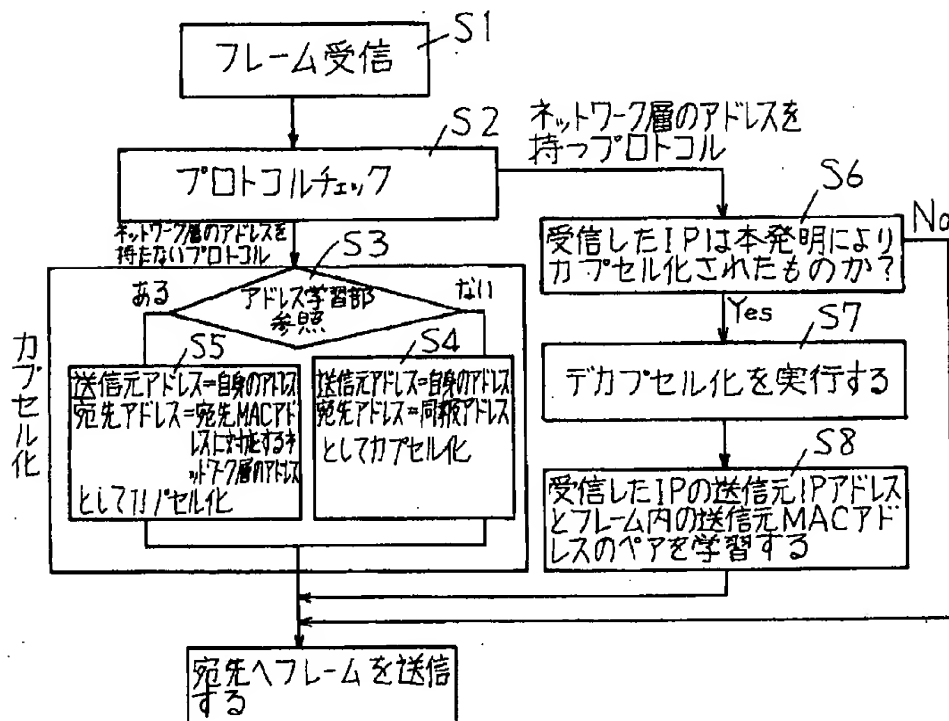 S1
フレーム受信
S2
プロトコルチェック
ネットワーク層のアドレスを
持つプロトコル
ネットワーク層のアドレスを
持たないプロトコル
S3
アドレス学習部
参照
ある
ない
カプセル化
S5
送信元アドレス=自身のアドレス
宛先アドレス=宛先MACアド
レスに対応するネ
ットワーク層のアドレス
としてカプセル化
S4
送信元アドレス=自身のアドレス
宛先アドレス=同報アドレス
としてカプセル化
S6
受信したIPは本発明により
カプセル化されたものか?
No
Yes
S7
デカプセル化を実行する
S8
受信したIPの送信元IPアドレス
とフレーム内の送信元MACアド
レスのペアを学習する
宛先へフレームを送信
する